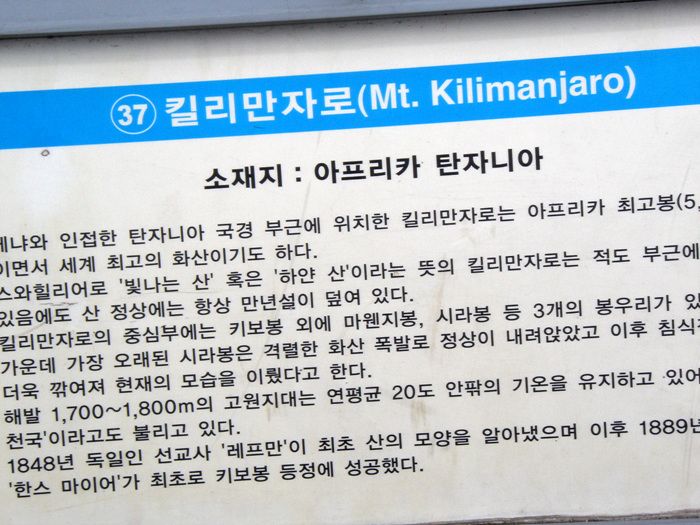 37 킬리만자로(Mt. Kilimanjaro)
소재지 : 아프리카 탄자니아
케냐와 인접한 탄자니아 국경 부근에 위치한 킬리만자로는 아프리카 최고봉(5,
이면서 세계 최고의 화산이기도 하다.
스와힐리어로 '빛나는 산' 혹은 '하얀 산'이라는 뜻의 킬리만자로는 적도 부근에
있음에도 산 정상에는 항상 만년설이 덮여 있다.
킬리만자로의 중심부에는 키보봉 외에 마웬지봉, 시라봉 등 3개의 봉우리가 있
가운데 가장 오래된 시라봉은 격렬한 화산 폭발로 정상이 내려앉았고 이후 침식
더욱 깎여져 현재의 모습을 이뤘다고 한다.
해발 1,700~1,800m의 고원지대는 연평균 20도 안팎의 기온을 유지하고 있어
천국'이라고도 불리고 있다.
1848년 독일인 선교사 '레프만'이 최초 산의 모양을 알아냈으며 이후 1889년
'한스 마이어'가 최초로 키보봉 등정에 성공했다.